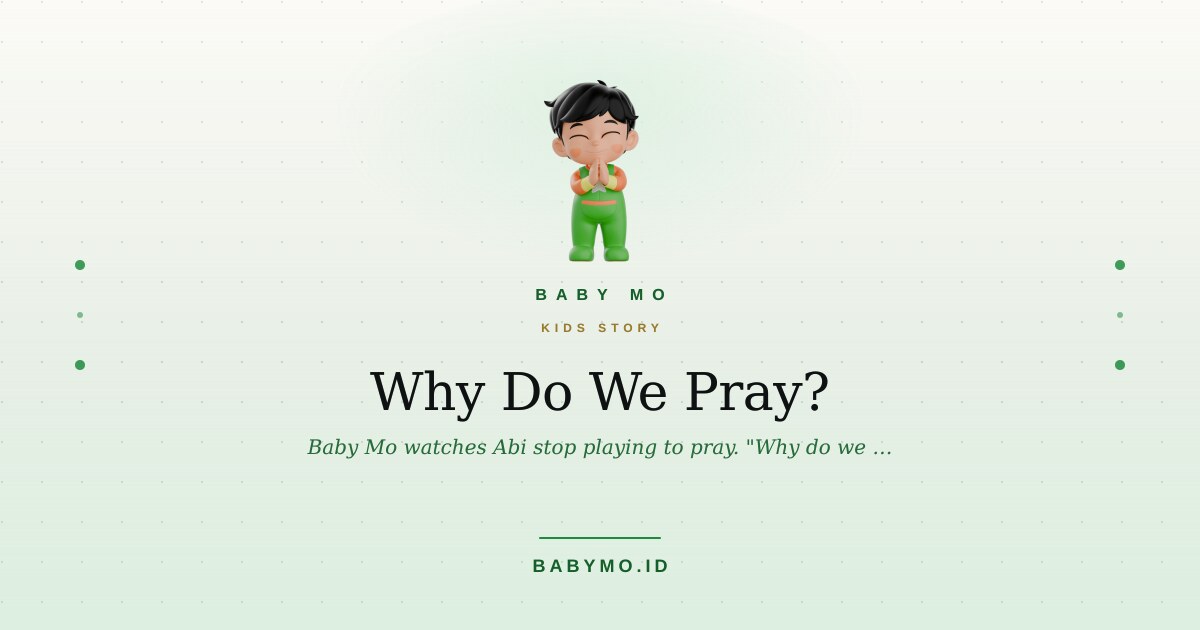 BABY MO
KIDS STORY
Why Do We Pray?
Baby Mo watches Abi stop playing to pray. "Why do we ...
BABYMO.ID